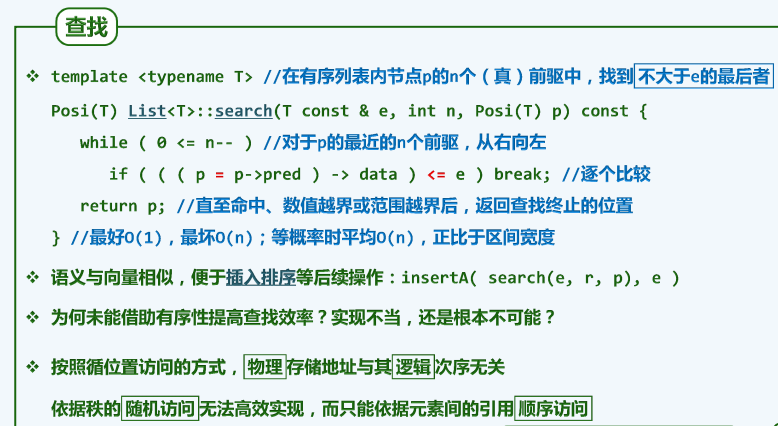 查找
❖ template <typename T> //在有序列表内节点p的n个（真）前驱中，找到不大于e的最后者
Posi(T) List<T>::search(T const & e, int n, Posi(T) p) const {
while ( 0 <= n-- ) //对于p的最近的n个前驱，从右向左
if ( ( ( p = p->pred ) -> data ) <= e ) break; //逐个比较
return p; //直至命中、数值越界或范围越界后，返回查找终止的位置
} //最好O(1)，最坏O(n)；等概率时平均O(n)，正比于区间宽度
❖ 语义与向量相似，便于插入排序等后续操作：insertA( search(e, r, p), e )
❖ 为何未能借助有序性提高查找效率？实现不当，还是根本不可能？
❖ 按照循位置访问的方式，物理存储地址与其逻辑次序无关
依据秩的随机访问无法高效实现，而只能依据元素间的引用顺序访问